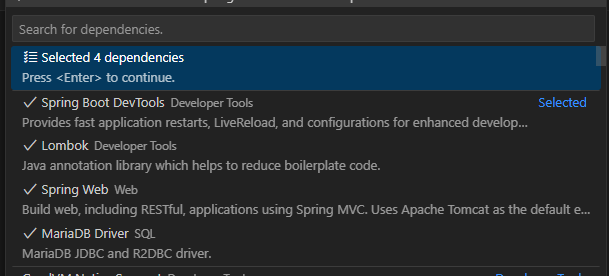 Search for dependencies.
Selected 4 dependencies
Press <Enter> to continue.
Spring Boot DevTools Developer Tools Selected
Provides fast application restarts, LiveReload, and configurations for enhanced develop...
Lombok Developer Tools
Java annotation library which helps to reduce boilerplate code.
Spring Web Web
Build web, including RESTful, applications using Spring MVC. Uses Apache Tomcat as the default e...
MariaDB Driver SQL
MariaDB JDBC and R2DBC driver.